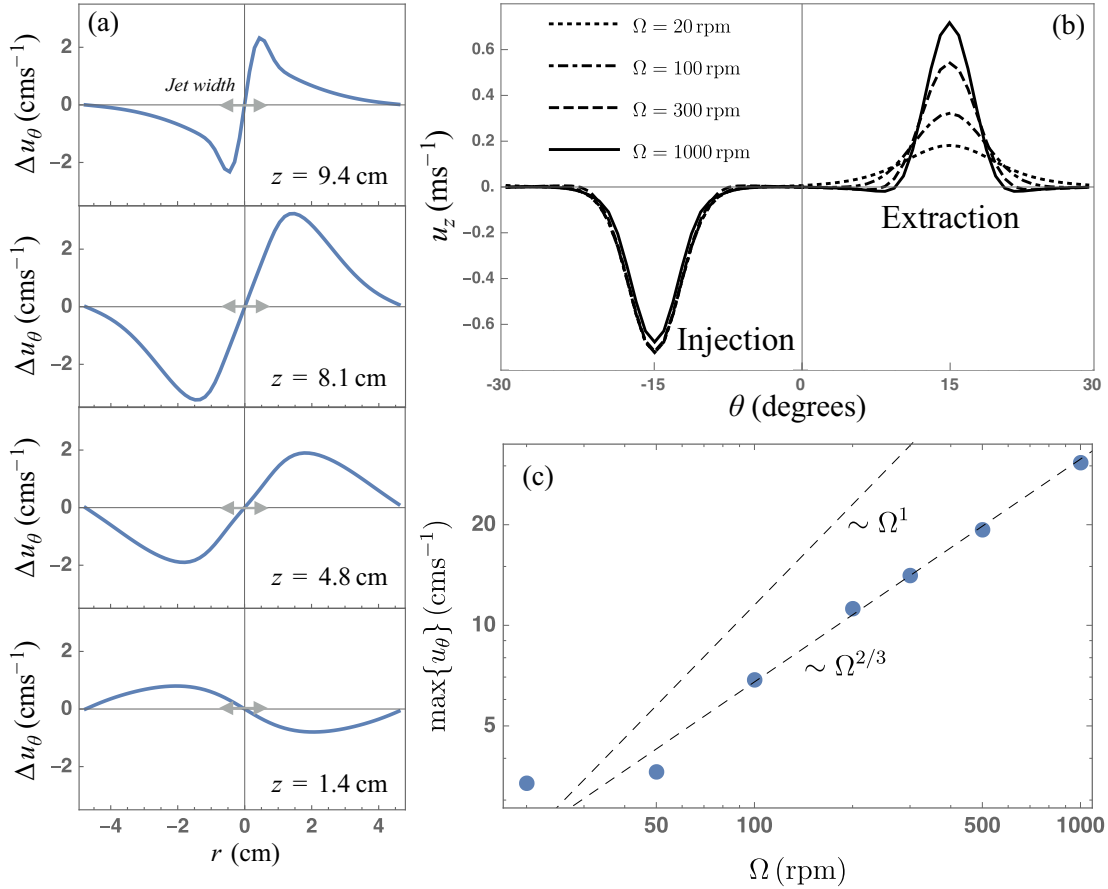 (a)
Δu_θ (cms⁻¹)
2
0
−2
Jet width
z = 9.4 cm
Δu_θ (cms⁻¹)
2
0
−2
z = 8.1 cm
Δu_θ (cms⁻¹)
2
0
−2
z = 4.8 cm
Δu_θ (cms⁻¹)
2
0
−2
z = 1.4 cm
−4 −2 0 2 4
r (cm)
(b)
Ω = 20 rpm
Ω = 100 rpm
Ω = 300 rpm
Ω = 1000 rpm
u_z (ms⁻¹)
0.6
0.4
0.2
0.
-0.2
-0.4
-0.6
Extraction
Injection
-30 -15 0 15 30
θ (degrees)
(c)
max{u_θ} (cms⁻¹)
20
10
5
~ Ω¹
~ Ω^{2/3}
50 100 500 1000
Ω (rpm)